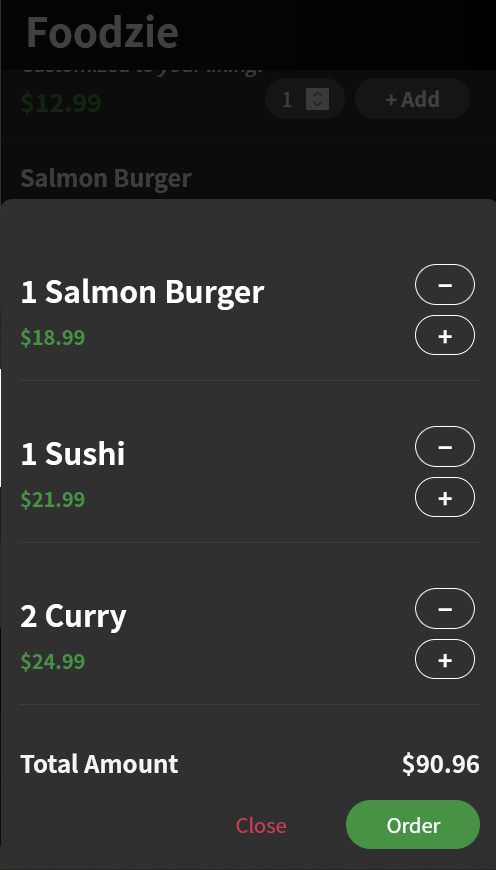 Foodzie
Customized to your liking!
$12.99
1
+ Add
Salmon Burger
1 Salmon Burger
−
$18.99
+
1 Sushi
−
$21.99
+
2 Curry
−
$24.99
+
Total Amount $90.96
Close
Order